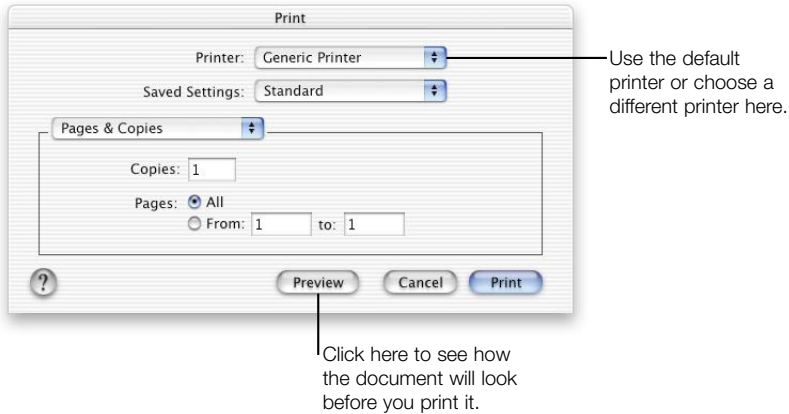 Print
Printer: Generic Printer
Use the default
printer or choose a
different printer here.
Saved Settings: Standard
Pages & Copies
Copies: 1
Pages: All
From: 1 to: 1
? Preview Cancel Print
Click here to see how
the document will look
before you print it.